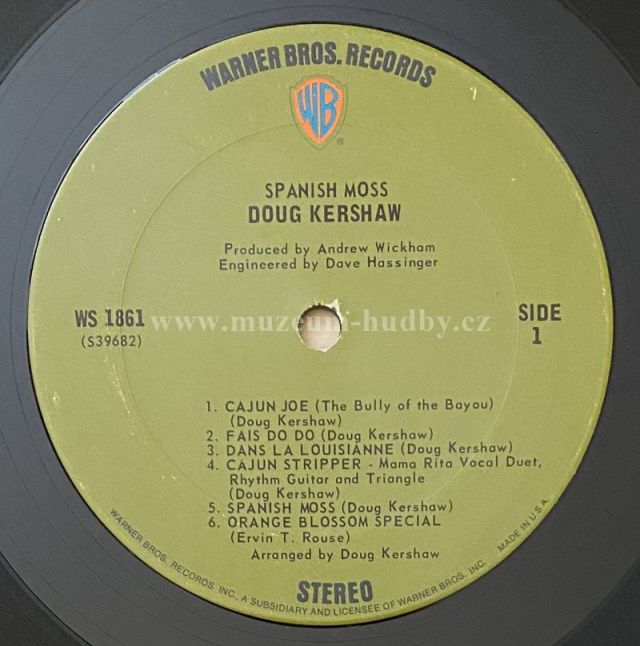 WARNER BROS. RECORDS
WB
®
SPANISH MOSS
DOUG KERSHAW
Produced by Andrew Wickham
Engineered by Dave Hassinger
WS 1861
(S39682)
SIDE
1
www.muzeum-hudby.cz
1. CAJUN JOE (The Bully of the Bayou)
(Doug Kershaw)
2. FAIS DO DO (Doug Kershaw)
3. DANS LA LOUISIANNE (Doug Kershaw)
4. CAJUN STRIPPER - Mama Rita Vocal Duet,
Rhythm Guitar and Triangle
(Doug Kershaw)
5. SPANISH MOSS (Doug Kershaw)
6. ORANGE BLOSSOM SPECIAL
(Ervin T. Rouse)
Arranged by Doug Kershaw
STEREO
WARNER BROS. RECORDS INC., A SUBSIDIARY AND LICENSEE OF WARNER BROS. INC. MADE IN U.S.A.